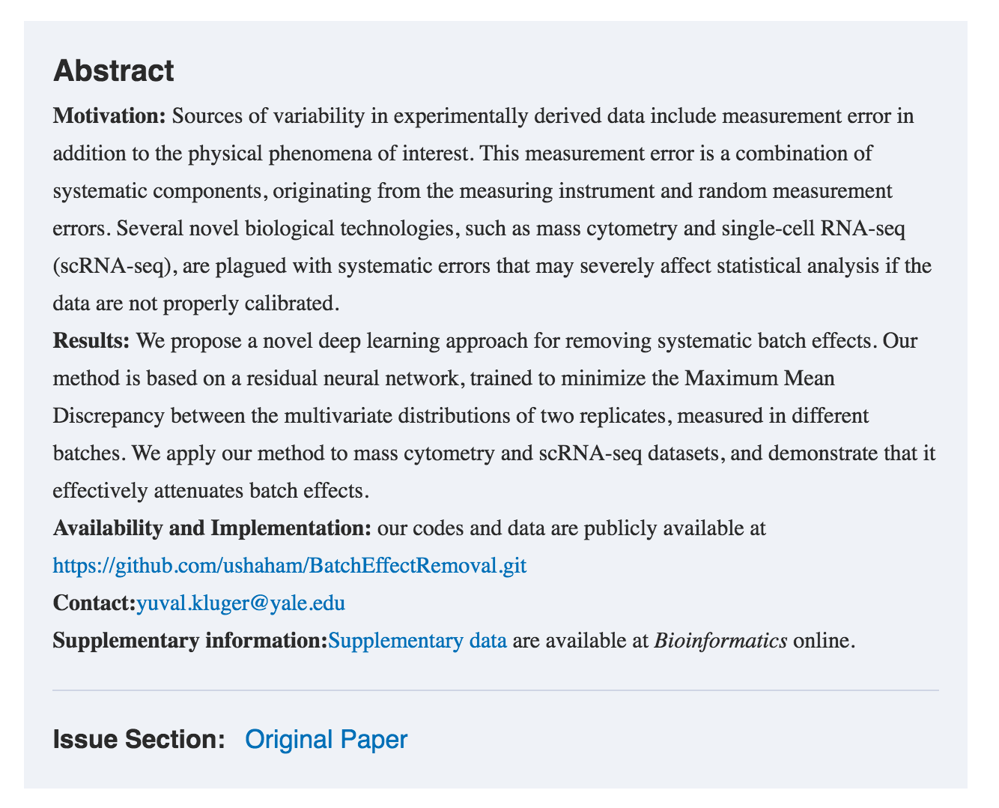 Abstract
Motivation: Sources of variability in experimentally derived data include measurement error in
addition to the physical phenomena of interest. This measurement error is a combination of
systematic components, originating from the measuring instrument and random measurement
errors. Several novel biological technologies, such as mass cytometry and single-cell RNA-seq
(scRNA-seq), are plagued with systematic errors that may severely affect statistical analysis if the
data are not properly calibrated.
Results: We propose a novel deep learning approach for removing systematic batch effects. Our
method is based on a residual neural network, trained to minimize the Maximum Mean
Discrepancy between the multivariate distributions of two replicates, measured in different
batches. We apply our method to mass cytometry and scRNA-seq datasets, and demonstrate that it
effectively attenuates batch effects.
Availability and Implementation: our codes and data are publicly available at
https://github.com/ushaham/BatchEffectRemoval.git
Contact:yuval.kluger@yale.edu
Supplementary information:Supplementary data are available at Bioinformatics online.
Issue Section: Original Paper